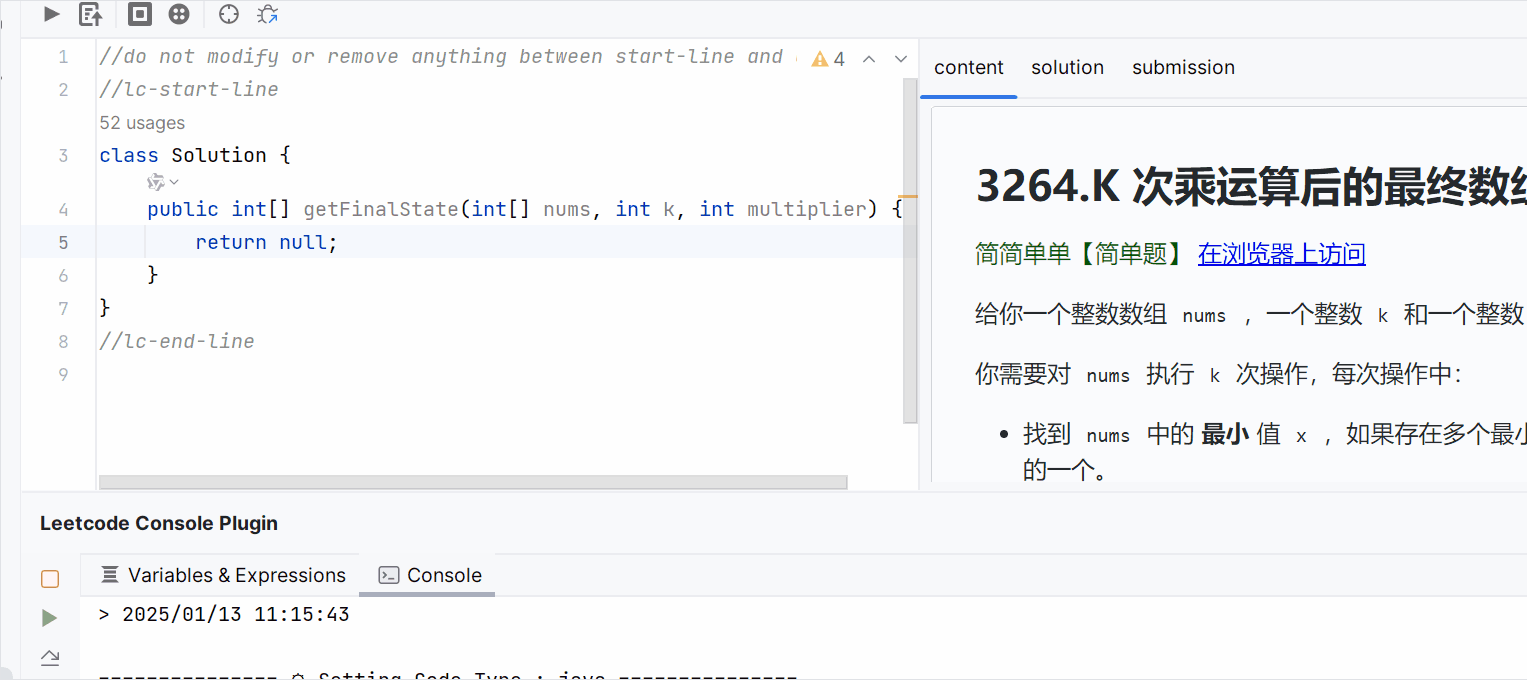 1 //do not modify or remove anything between start-line and
4
2 //lc-start-line
52 usages
3 class Solution {
4 public int[] getFinalState(int[] nums, int k, int multiplier) {
5 return null;
6 }
7 }
8 //lc-end-line
9
content solution submission
3264.K 次乘运算后的最终数组
简简单单【简单题】 在浏览器上访问
给你一个整数数组 nums ，一个整数 k 和一个整数
你需要对 nums 执行 k 次操作，每次操作中：
• 找到 nums 中的 最小 值 x ，如果存在多个最小
的一个。
Leetcode Console Plugin
Variables & Expressions Console
> 2025/01/13 11:15:43
Setting Code Type : java